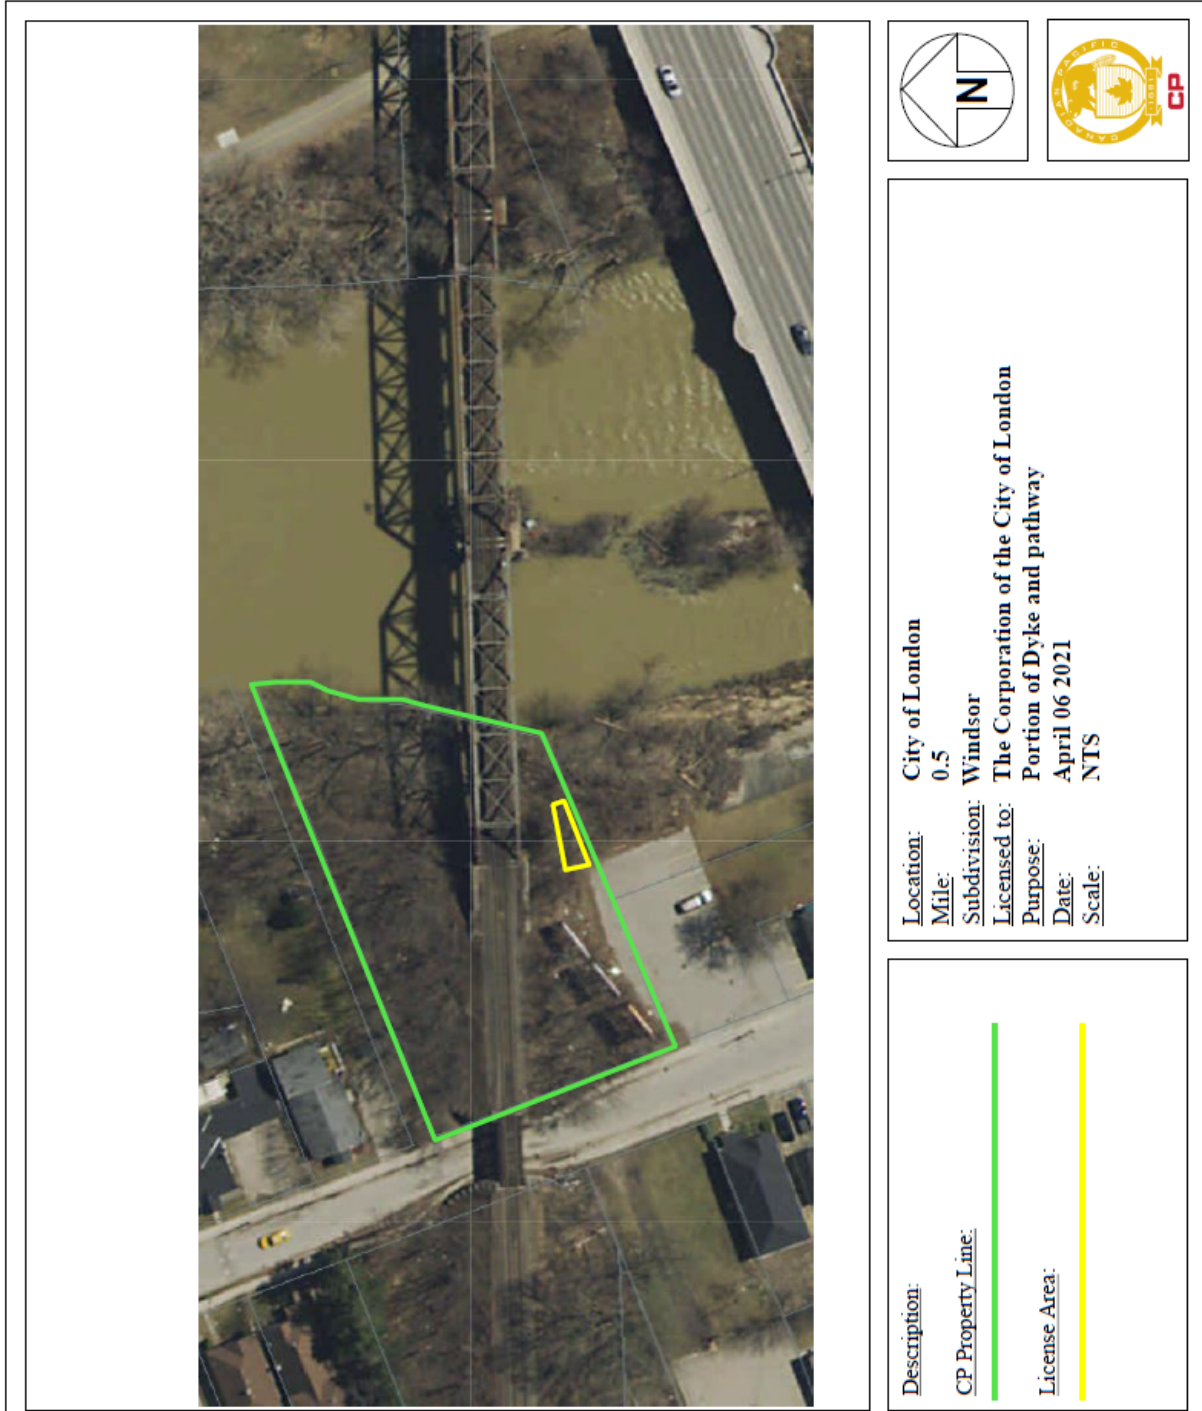 Description:
CP Property Line:
License Area:
Location: City of London
Mile: 0.5
Subdivision: Windsor
Licensed to: The Corporation of the City of London
Purpose: Portion of Dyke and pathway
Date: April 06 2021
Scale: NTS
N
CANADIAN PACIFIC
1881
CP